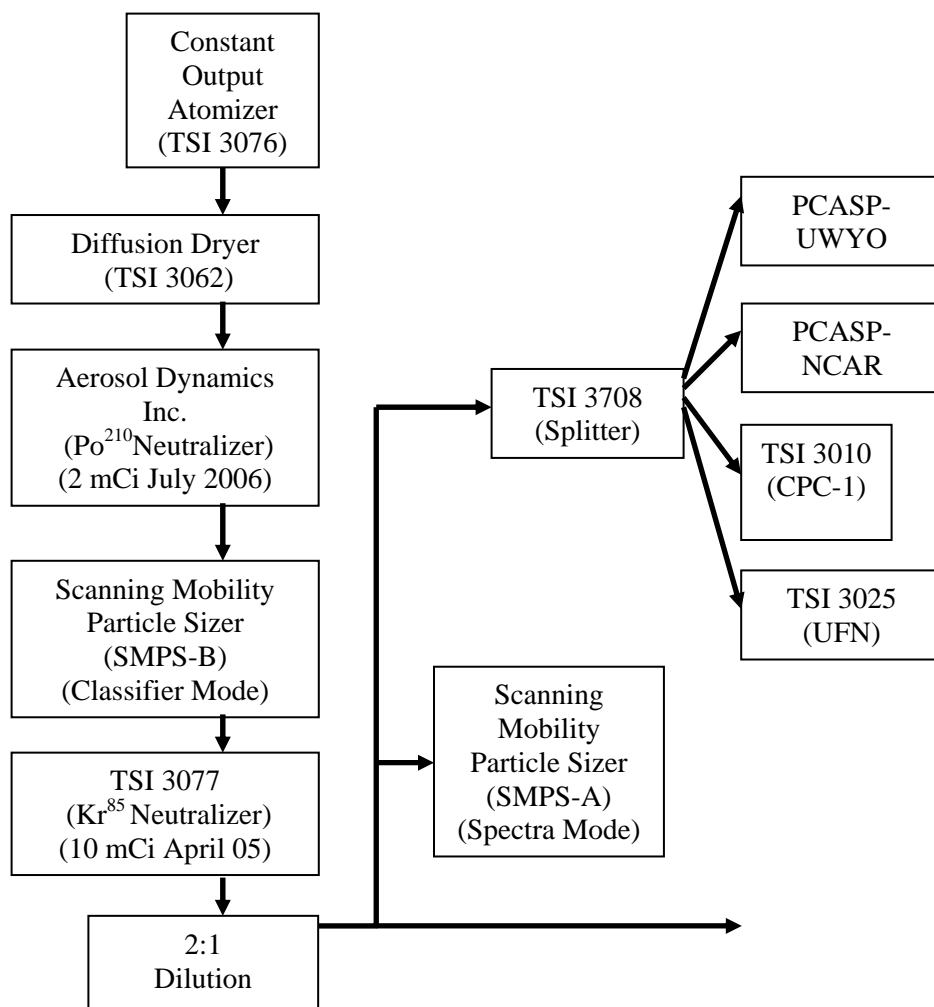 Constant
Output
Atomizer
(TSI 3076)
Diffusion Dryer
(TSI 3062)
Aerosol Dynamics
Inc.
(Po²¹⁰Neutralizer)
(2 mCi July 2006)
Scanning Mobility
Particle Sizer
(SMPS-B)
(Classifier Mode)
TSI 3077
(Kr⁸⁵ Neutralizer)
(10 mCi April 05)
2:1
Dilution
TSI 3708
(Splitter)
Scanning
Mobility
Particle Sizer
(SMPS-A)
(Spectra Mode)
PCASP-
UWYO
PCASP-
NCAR
TSI 3010
(CPC-1)
TSI 3025
(UFN)